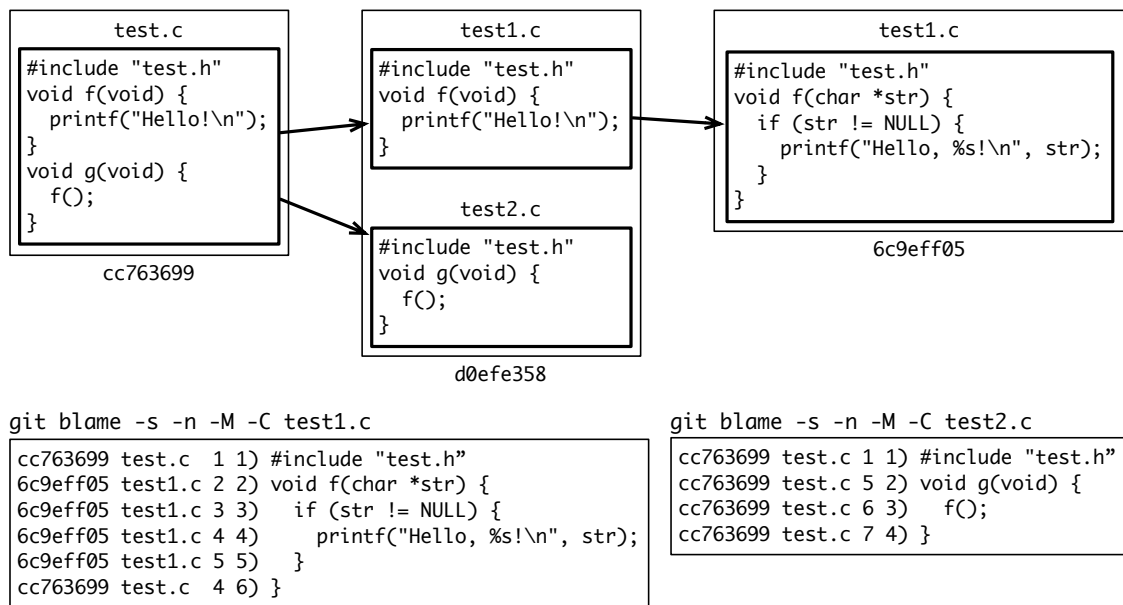 test.c
#include "test.h"
void f(void) {
  printf("Hello!\n");
}
void g(void) {
  f();
}
cc763699
test1.c
#include "test.h"
void f(void) {
  printf("Hello!\n");
}
test2.c
#include "test.h"
void g(void) {
  f();
}
d0efe358
test1.c
#include "test.h"
void f(char *str) {
  if (str != NULL) {
    printf("Hello, %s!\n", str);
  }
}
6c9eff05
git blame -s -n -M -C test1.c
cc763699 test.c  1 1) #include "test.h”
6c9eff05 test1.c 2 2) void f(char *str) {
6c9eff05 test1.c 3 3)   if (str != NULL) {
6c9eff05 test1.c 4 4)     printf("Hello, %s!\n", str);
6c9eff05 test1.c 5 5)   }
cc763699 test.c  4 6) }
git blame -s -n -M -C test2.c
cc763699 test.c 1 1) #include "test.h”
cc763699 test.c 5 2) void g(void) {
cc763699 test.c 6 3)   f();
cc763699 test.c 7 4) }